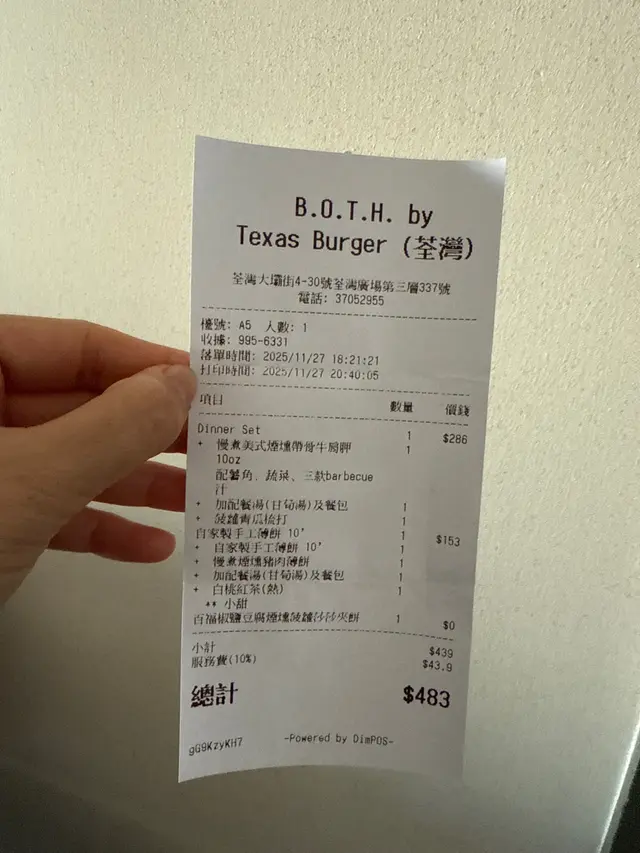 B.O.T.H. by
Texas Burger (荃灣)
荃灣大壩街4-30號荃灣廣場第三層337號
電話: 37052955
檯號: A5 人數: 1
收據: 995-6331
落單時間: 2025/11/27 18:21:21
打印時間: 2025/11/27 20:40:05
項目 數量 價錢
Dinner Set 1 $286
+ 慢煮美式煙燻帶骨牛肩胛 1
10oz
配薯角、蔬菜、三款barbecue
汁
+ 加配餐湯(甘筍湯)及餐包 1
+ 菠蘿青瓜梳打 1
自家製手工薄餅 10' 1 $153
+ 自家製手工薄餅 10' 1
+ 慢煮煙燻豬肉薄餅 1
+ 加配餐湯(甘筍湯)及餐包 1
+ 白桃紅茶(熱) 1
** 小甜
百福椒鹽豆腐煙燻菠蘿莎莎夾餅 1 $0
小計 $439
服務費(10%) $43.9
總計 $483
gG9KzyKH7 -Powered by DimPOS-